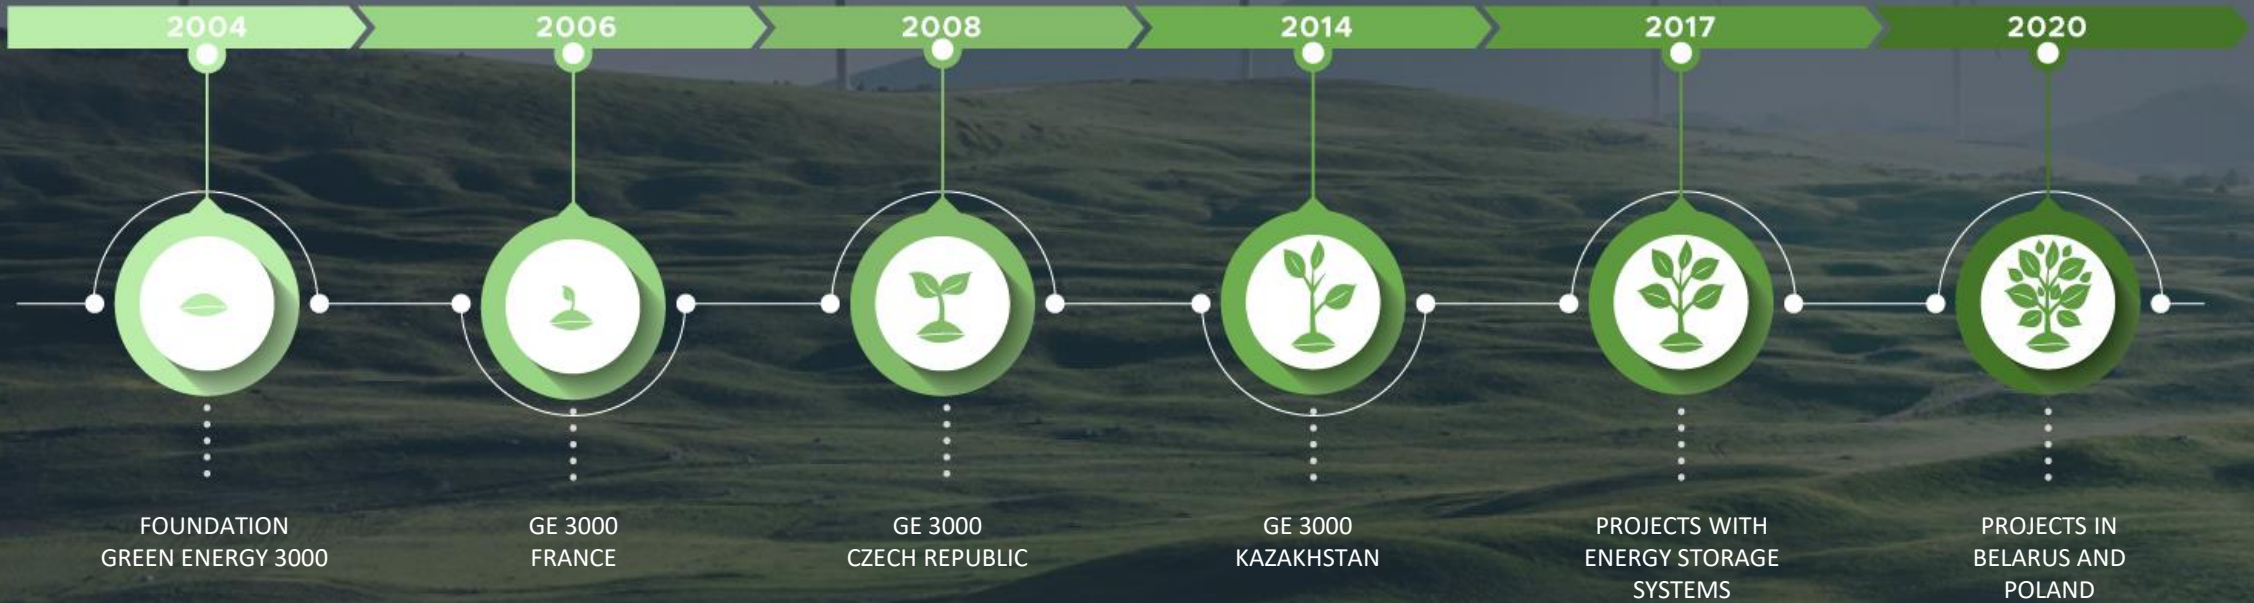 2004
2006
2008
2014
2017
2020
FOUNDATION
GREEN ENERGY 3000
GE 3000
FRANCE
GE 3000
CZECH REPUBLIC
GE 3000
KAZAKHSTAN
PROJECTS WITH
ENERGY STORAGE
SYSTEMS
PROJECTS IN
BELARUS AND
POLAND